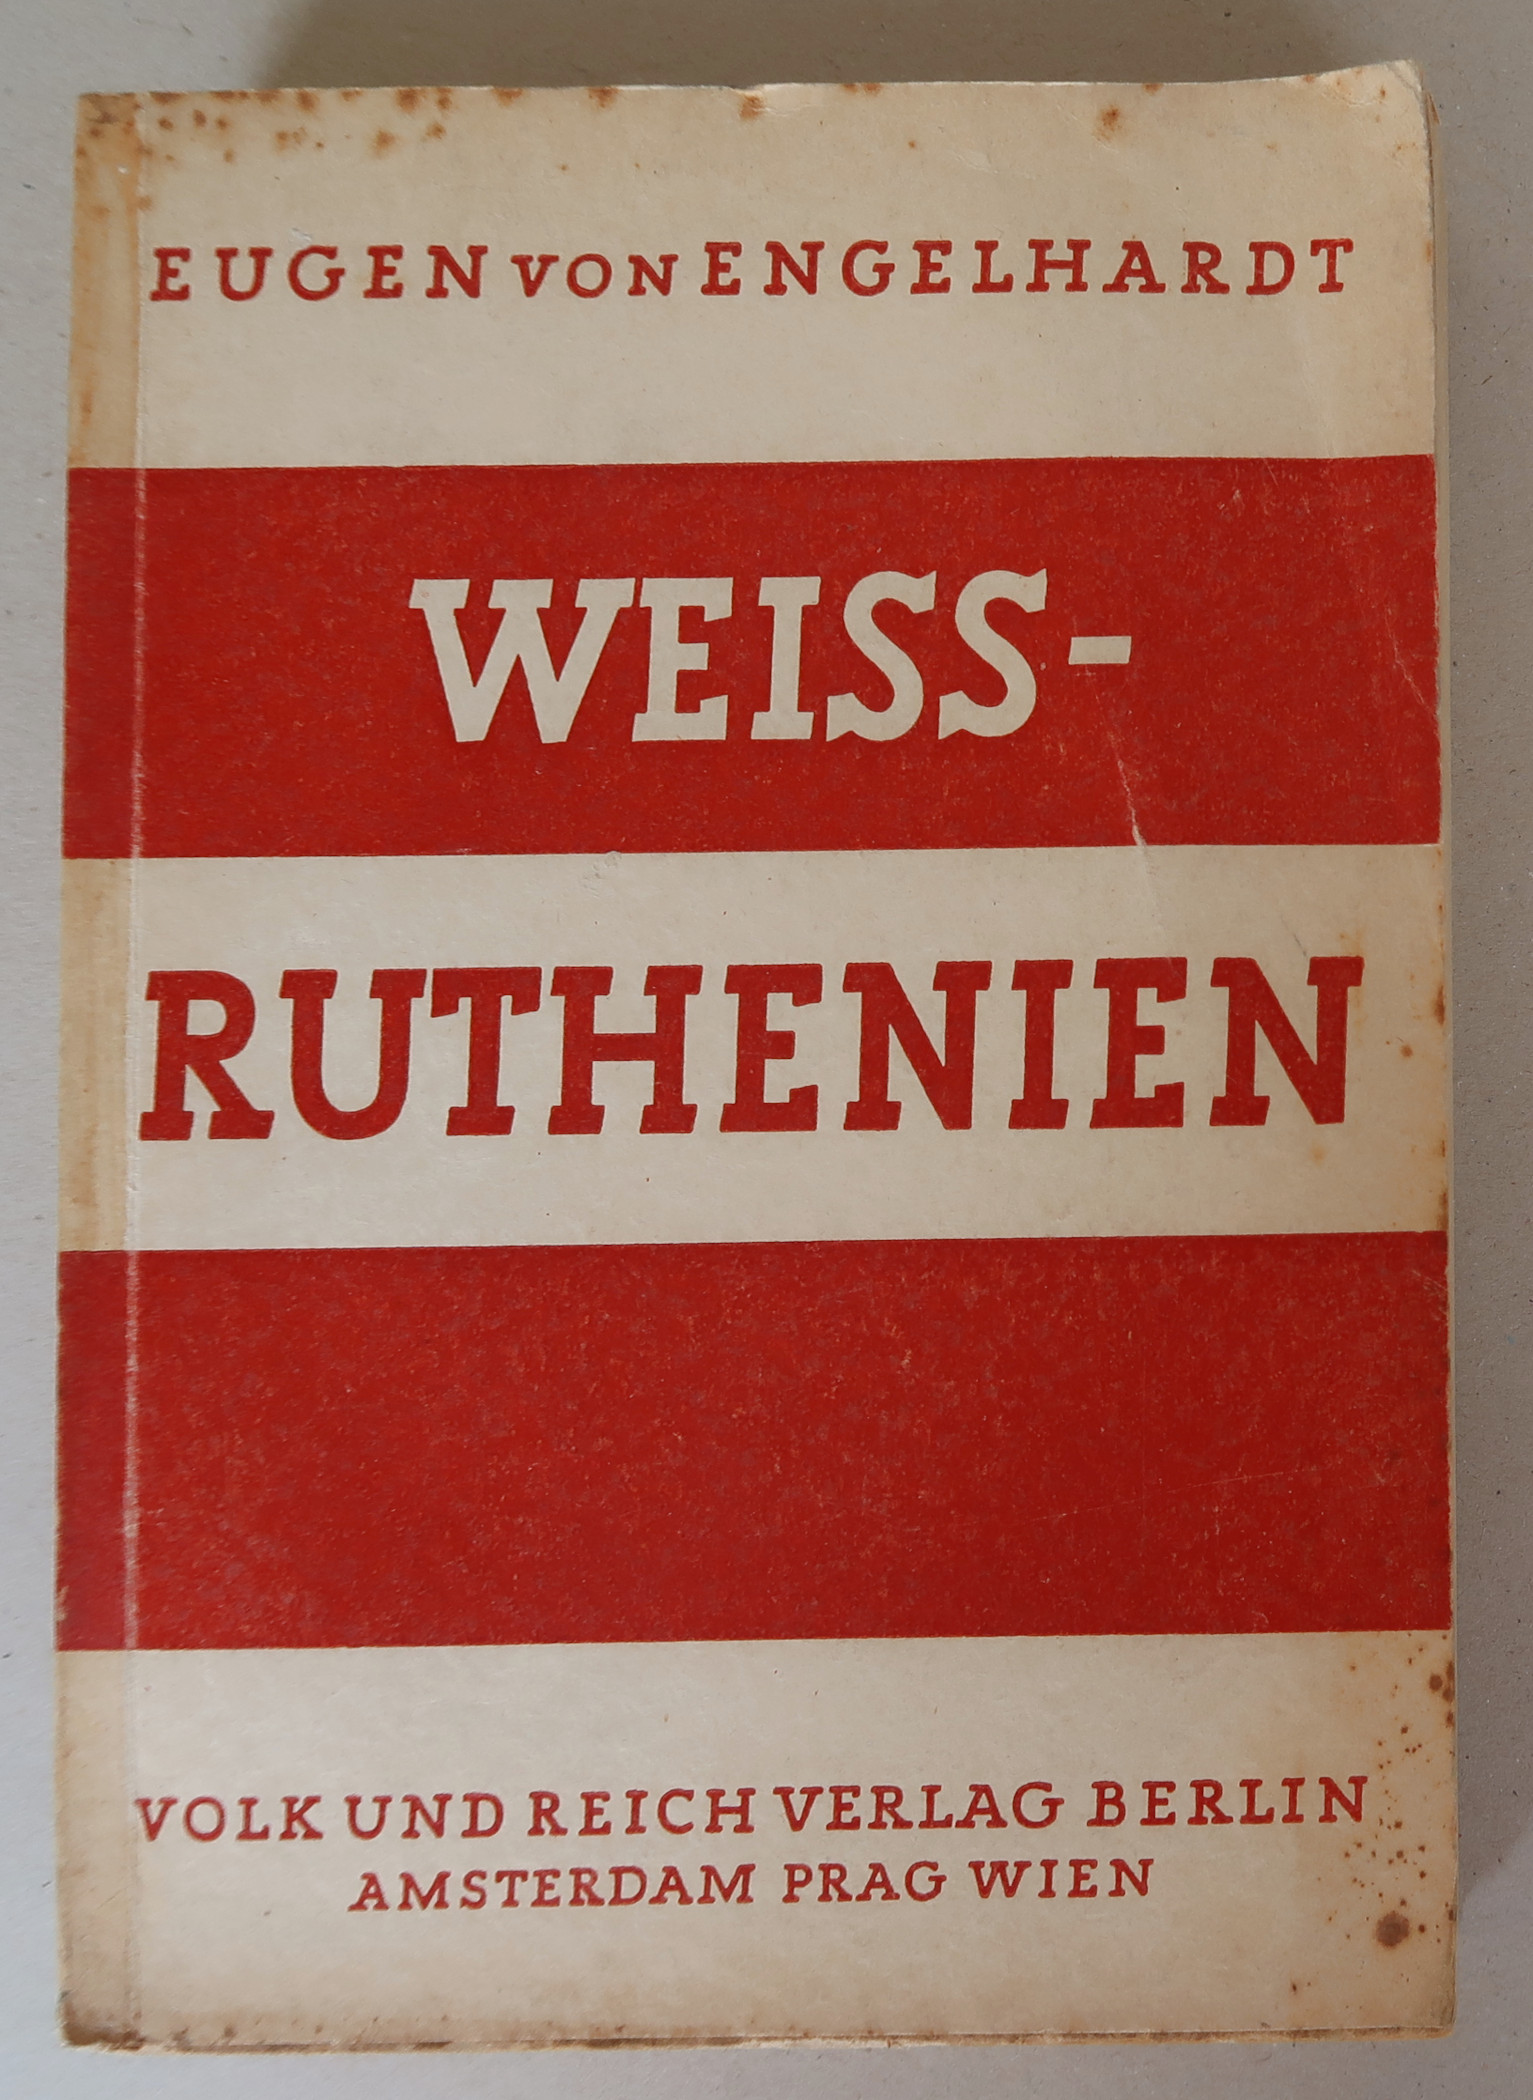 EUGEN VON ENGELHARDT
WEISS-
RUTHENIEN
VOLK UND REICH VERLAG BERLIN
AMSTERDAM PRAG WIEN